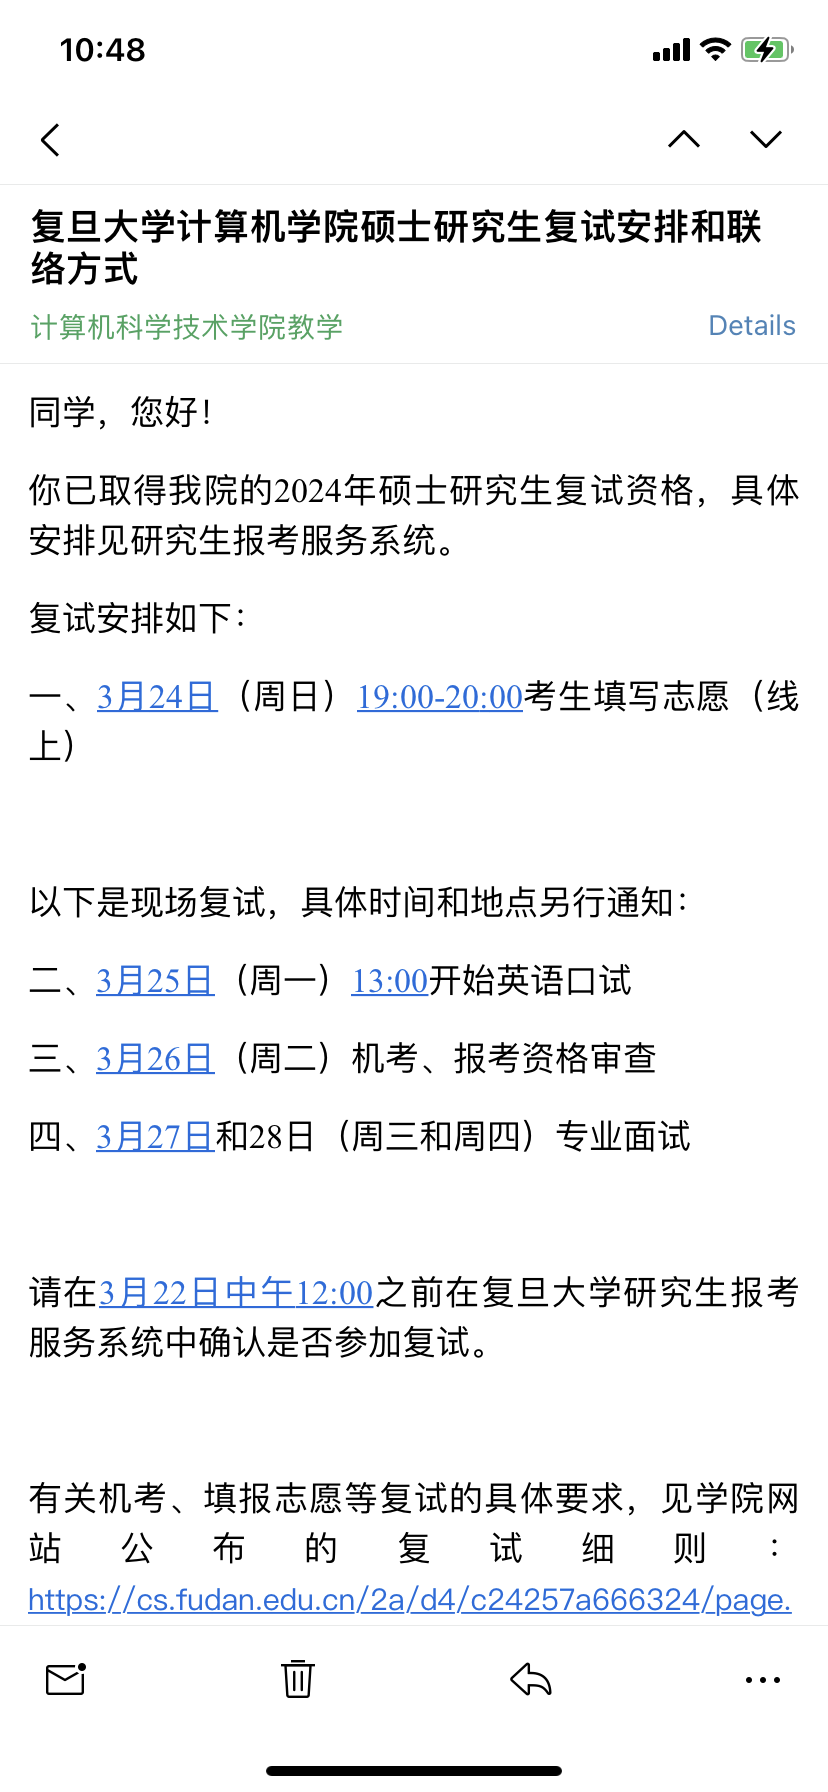 10:48
复旦大学计算机学院硕士研究生复试安排和联
络方式
计算机科学技术学院教学
Details
同学，您好！
你已取得我院的2024年硕士研究生复试资格，具体
安排见研究生报考服务系统。
复试安排如下：
一、3月24日（周日）19:00-20:00考生填写志愿（线
上）
以下是现场复试，具体时间和地点另行通知：
二、3月25日（周一）13:00开始英语口试
三、3月26日（周二）机考、报考资格审查
四、3月27日和28日（周三和周四）专业面试
请在3月22日中午12:00之前在复旦大学研究生报考
服务系统中确认是否参加复试。
有关机考、填报志愿等复试的具体要求，见学院网
站公布的复试细则：
https://cs.fudan.edu.cn/2a/d4/c24257a666324/page.